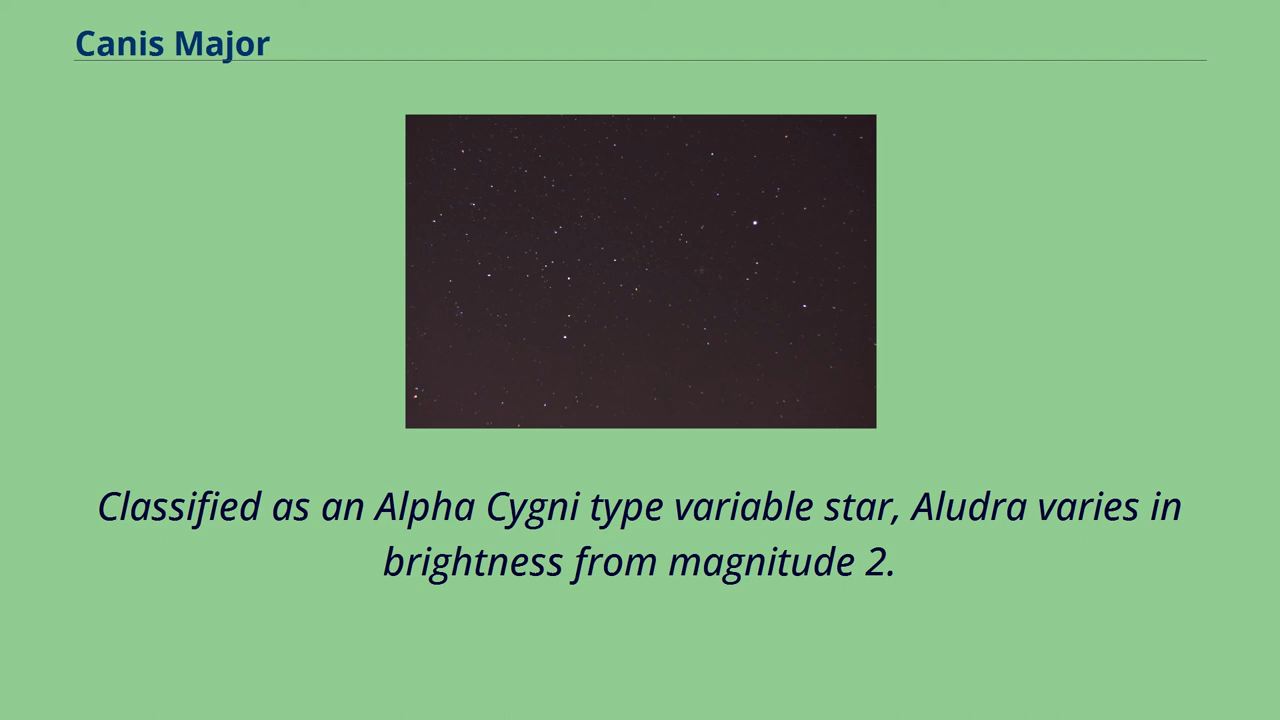 Canis Major
Classified as an Alpha Cygni type variable star, Aludra varies in
brightness from magnitude 2.